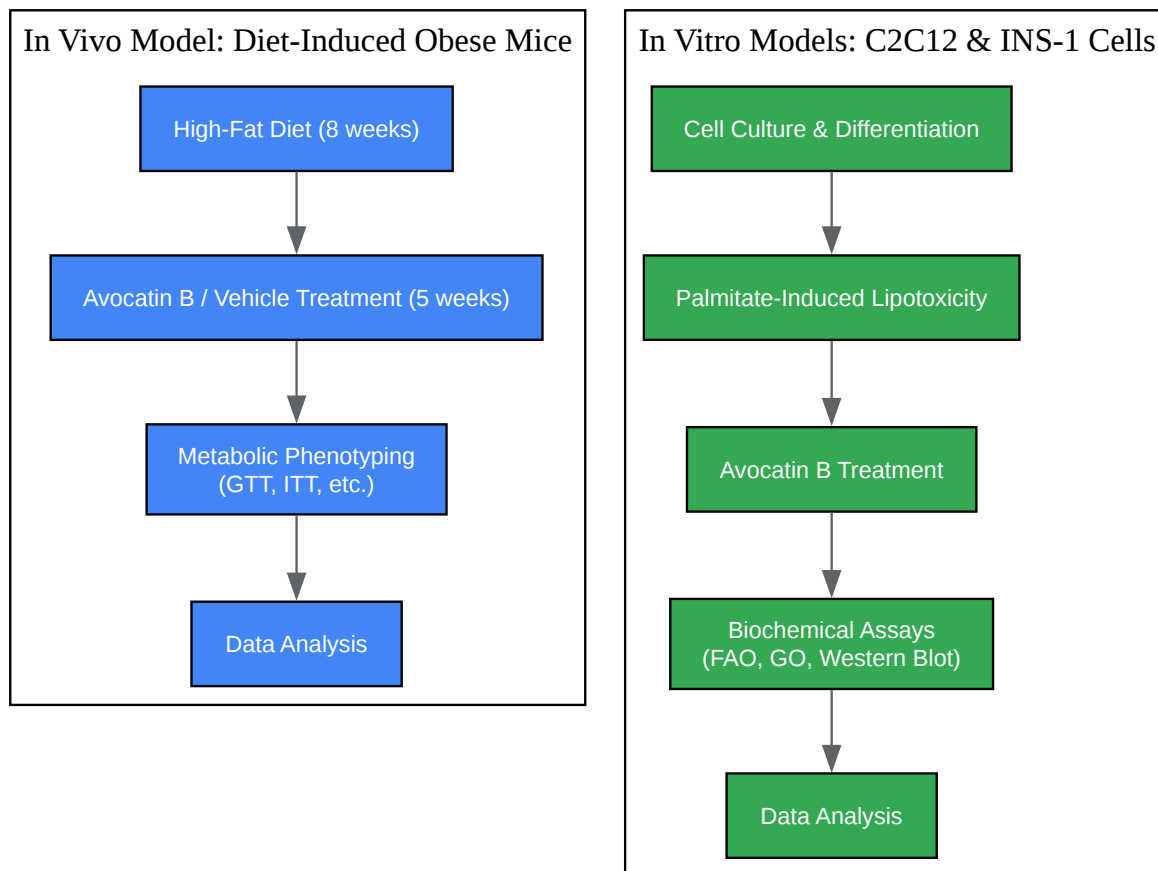 In Vivo Model: Diet-Induced Obese Mice
High-Fat Diet (8 weeks)
Avocatin B / Vehicle Treatment (5 weeks)
Metabolic Phenotyping
(GTT, ITT, etc.)
Data Analysis
In Vitro Models: C2C12 & INS-1 Cells
Cell Culture & Differentiation
Palmitate-Induced Lipotoxicity
Avocatin B Treatment
Biochemical Assays
(FAO, GO, Western Blot)
Data Analysis